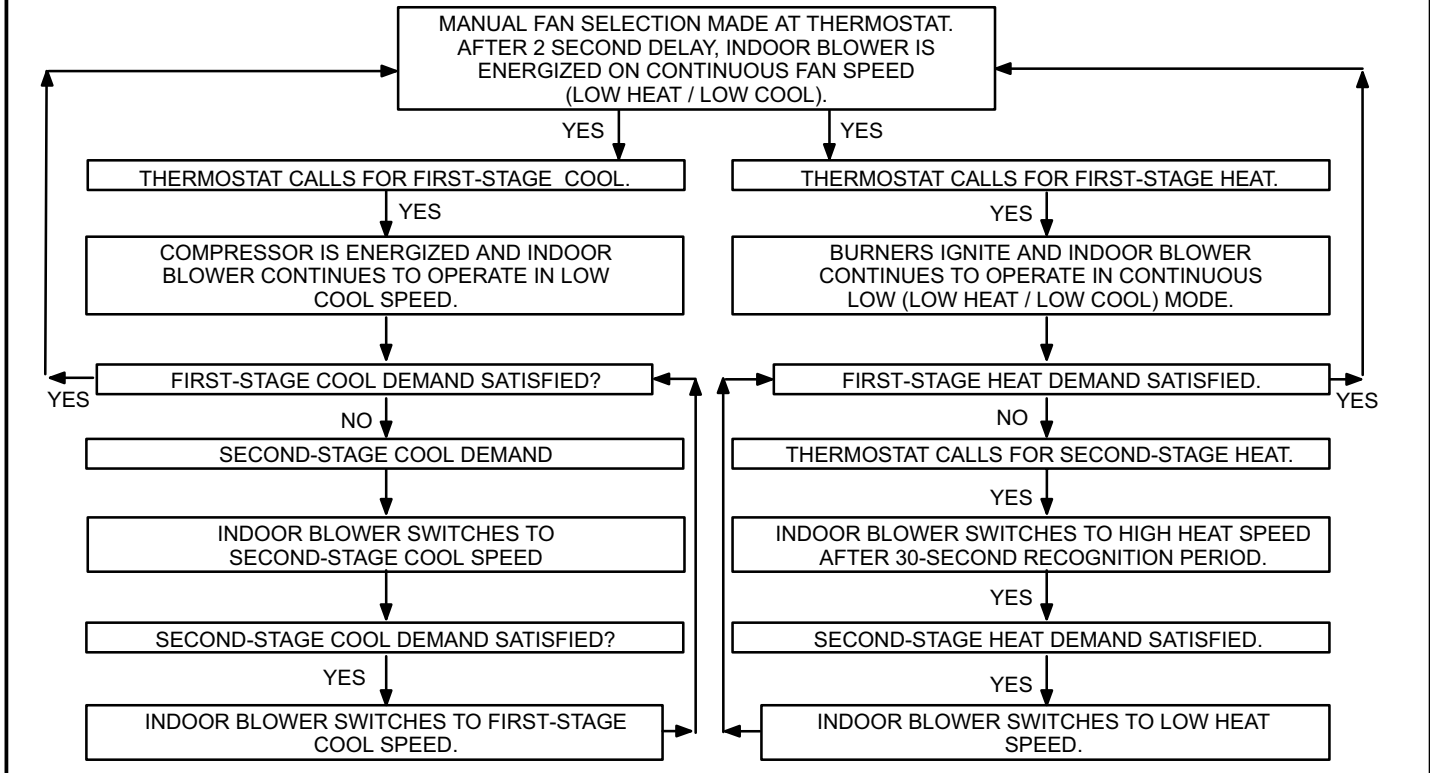 MANUAL FAN SELECTION MADE AT THERMOSTAT.
AFTER 2 SECOND DELAY, INDOOR BLOWER IS
ENERGIZED ON CONTINUOUS FAN SPEED
(LOW HEAT / LOW COOL).
YES
YES
THERMOSTAT CALLS FOR FIRST-STAGE COOL.
YES
COMPRESSOR IS ENERGIZED AND INDOOR
BLOWER CONTINUES TO OPERATE IN LOW
COOL SPEED.
FIRST-STAGE COOL DEMAND SATISFIED?
YES
NO
SECOND-STAGE COOL DEMAND
INDOOR BLOWER SWITCHES TO
SECOND-STAGE COOL SPEED
SECOND-STAGE COOL DEMAND SATISFIED?
YES
INDOOR BLOWER SWITCHES TO FIRST-STAGE
COOL SPEED.
THERMOSTAT CALLS FOR FIRST-STAGE HEAT.
YES
BURNERS IGNITE AND INDOOR BLOWER
CONTINUES TO OPERATE IN CONTINUOUS
LOW (LOW HEAT / LOW COOL) MODE.
FIRST-STAGE HEAT DEMAND SATISFIED.
YES
NO
THERMOSTAT CALLS FOR SECOND-STAGE HEAT.
YES
INDOOR BLOWER SWITCHES TO HIGH HEAT SPEED
AFTER 30-SECOND RECOGNITION PERIOD.
YES
SECOND-STAGE HEAT DEMAND SATISFIED.
YES
INDOOR BLOWER SWITCHES TO LOW HEAT
SPEED.